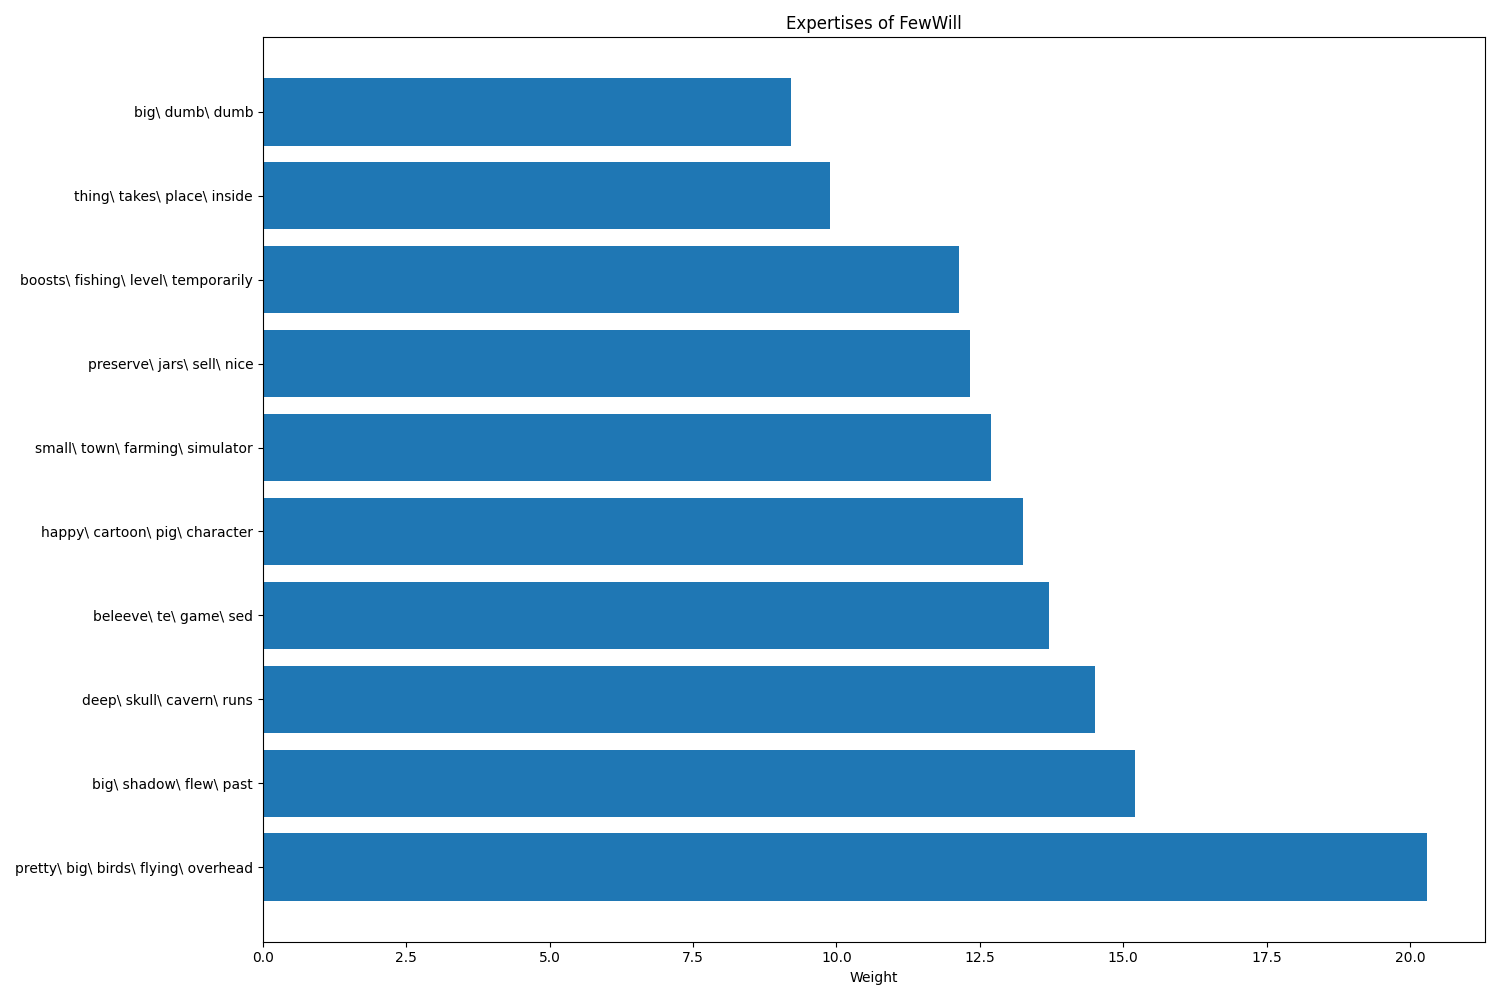 Expertises of FewWill
big\ dumb\ dumb
thing\ takes\ place\ inside
boosts\ fishing\ level\ temporarily
preserve\ jars\ sell\ nice
small\ town\ farming\ simulator
happy\ cartoon\ pig\ character
beleeve\ te\ game\ sed
deep\ skull\ cavern\ runs
big\ shadow\ flew\ past
pretty\ big\ birds\ flying\ overhead
0.0 2.5 5.0 7.5 10.0 12.5 15.0 17.5 20.0
Weight